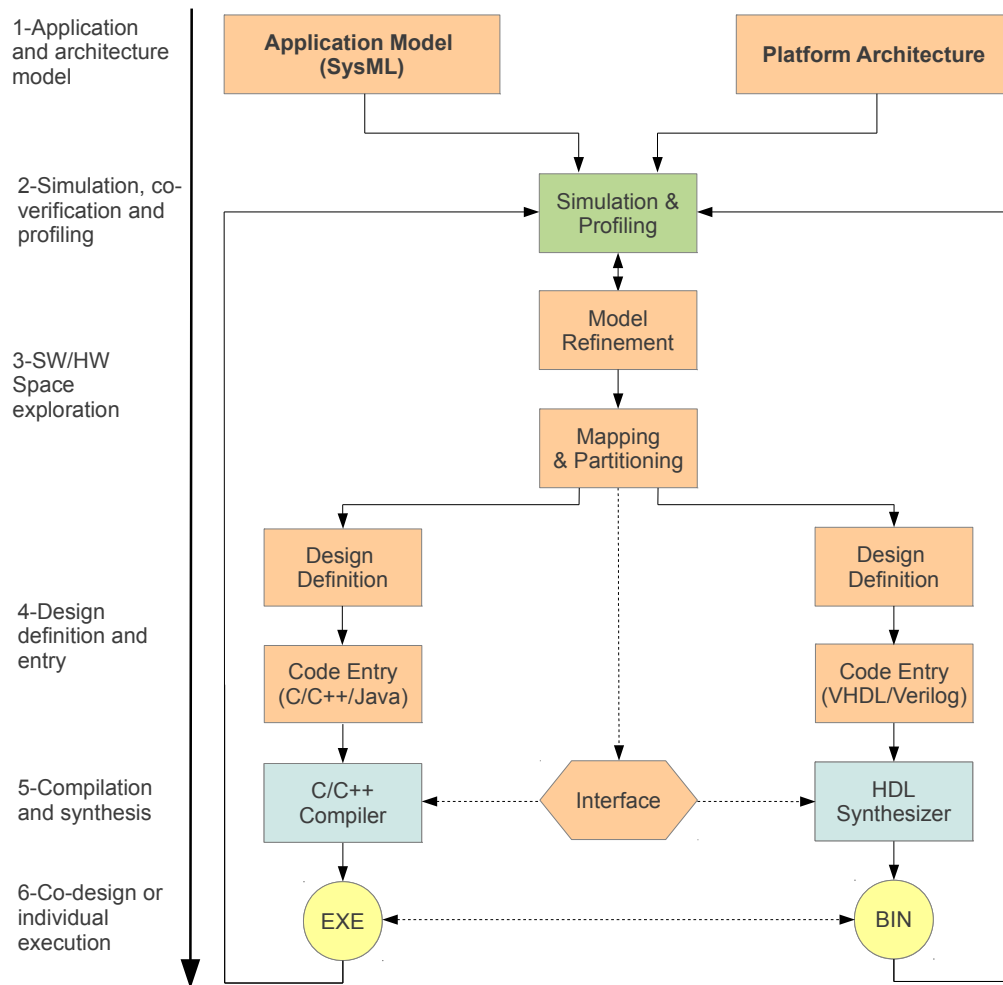 1-Application
and architecture
model
Application Model
(SysML)
Platform Architecture
2-Simulation, co-
verification and
profiling
Simulation &
Profiling
Model
Refinement
3-SW/HW
Space
exploration
Mapping
& Partitioning
Design
Definition
Design
Definition
4-Design
definition and
entry
Code Entry
(C/C++/Java)
Code Entry
(VHDL/Verilog)
5-Compilation
and synthesis
C/C++
Compiler
Interface
HDL
Synthesizer
6-Co-design or
individual
execution
EXE
BIN